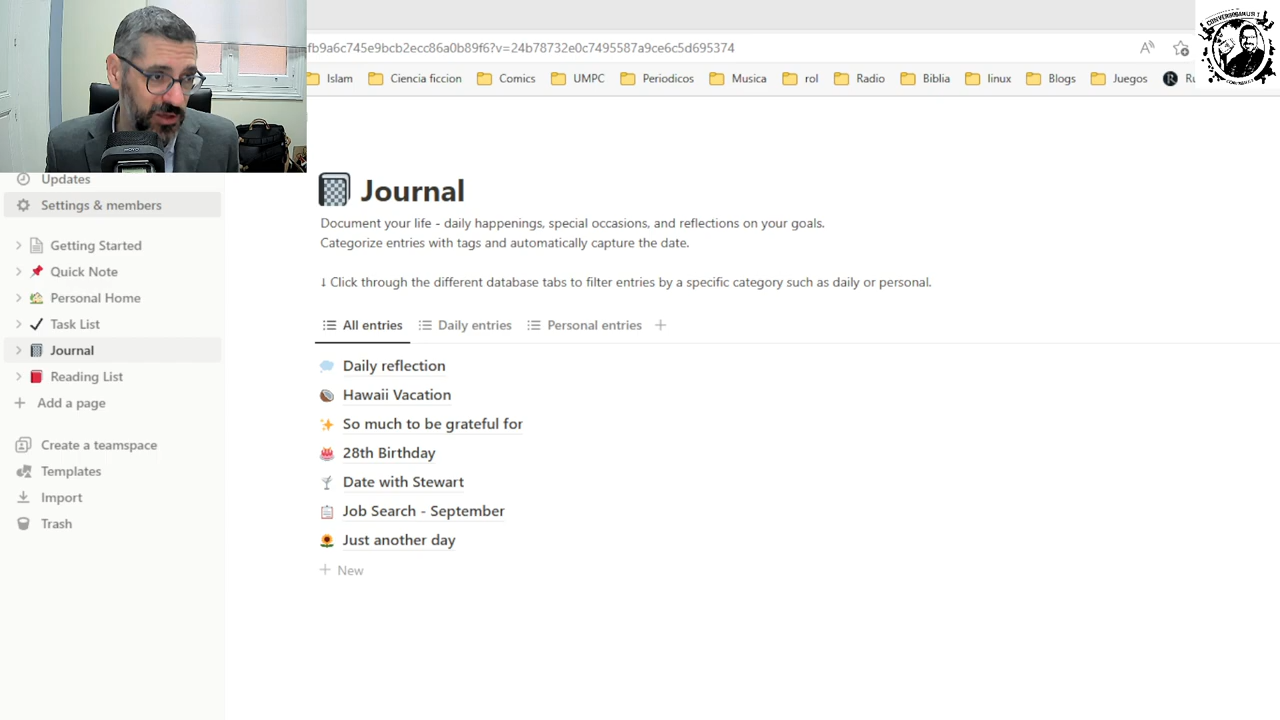 fb9a6c745e9bcb2ecc86a0b89f6?v=24b78732e0c7495587a9ce6c5d695374
Islam Ciencia ficcion Comics UMPC Periodicos Musica rol Radio Biblia linux Blogs Juegos
Updates
Settings & members
Getting Started
Quick Note
Personal Home
Task List
Journal
Reading List
Add a page
Create a teamspace
Templates
Import
Trash
Journal
Document your life - daily happenings, special occasions, and reflections on your goals.
Categorize entries with tags and automatically capture the date.
↓ Click through the different database tabs to filter entries by a specific category such as daily or personal.
All entries Daily entries Personal entries
Daily reflection
Hawaii Vacation
So much to be grateful for
28th Birthday
Date with Stewart
Job Search - September
Just another day
New